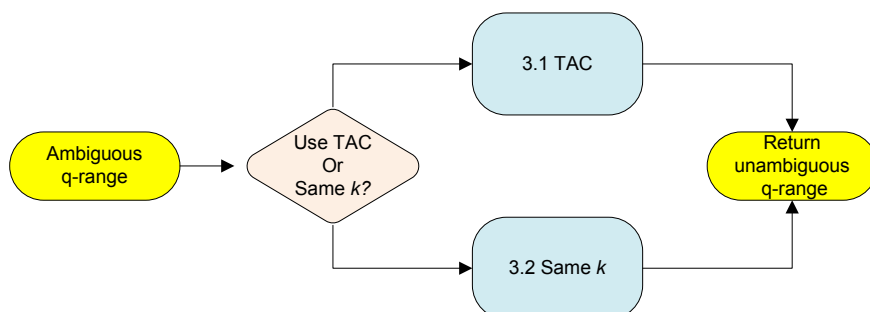 3.1 TAC
Ambiguous
q-range
Use TAC
Or
Same k?
Return
unambiguous
q-range
3.2 Same k